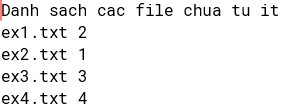 Danh sach cac file chua tu it
ex1.txt 2
ex2.txt 1
ex3.txt 3
ex4.txt 4